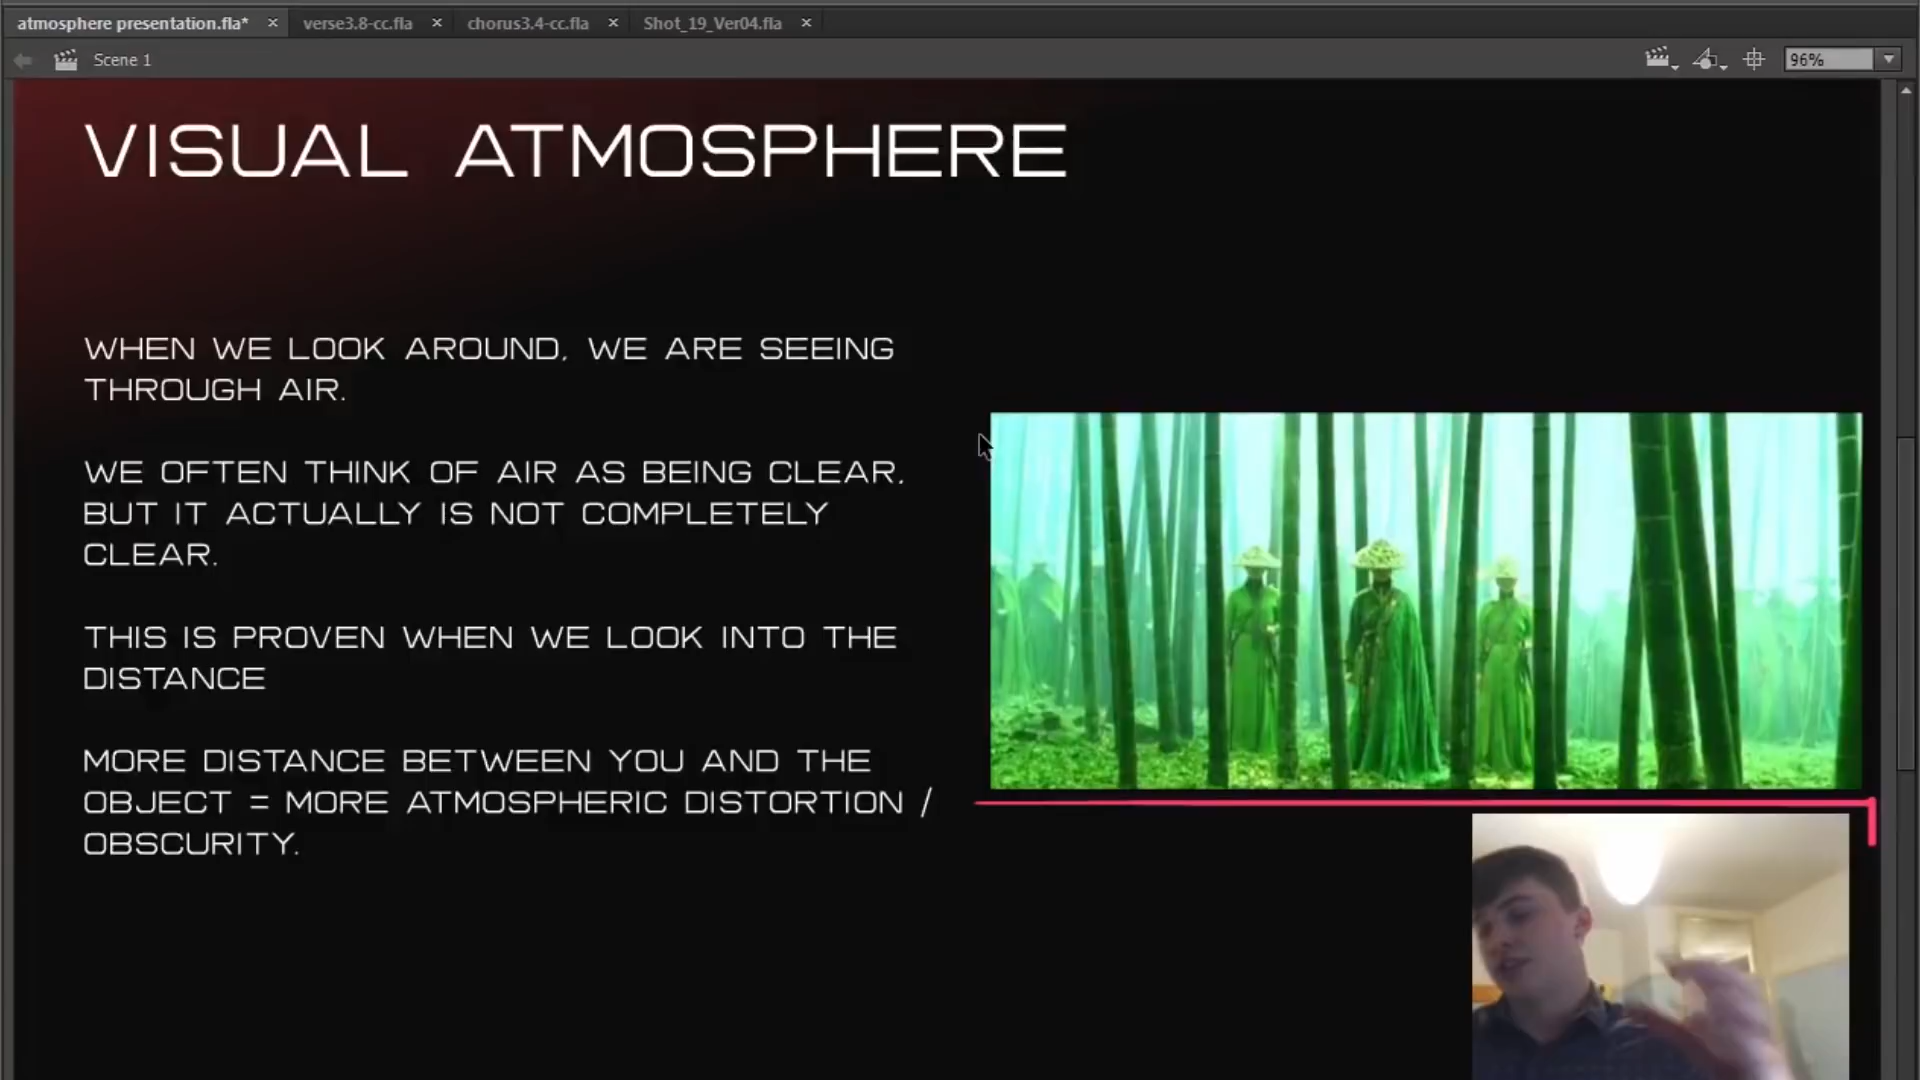 atmosphere presentation.fla*
verse3.8-cc.fla
chorus3.4-cc.fla
Shot_19_Ver04.fla
Scene 1
96%
VISUAL ATMOSPHERE
WHEN WE LOOK AROUND, WE ARE SEEING
THROUGH AIR.
WE OFTEN THINK OF AIR AS BEING CLEAR,
BUT IT ACTUALLY IS NOT COMPLETELY
CLEAR.
THIS IS PROVEN WHEN WE LOOK INTO THE
DISTANCE
MORE DISTANCE BETWEEN YOU AND THE
OBJECT = MORE ATMOSPHERIC DISTORTION /
OBSCURITY.